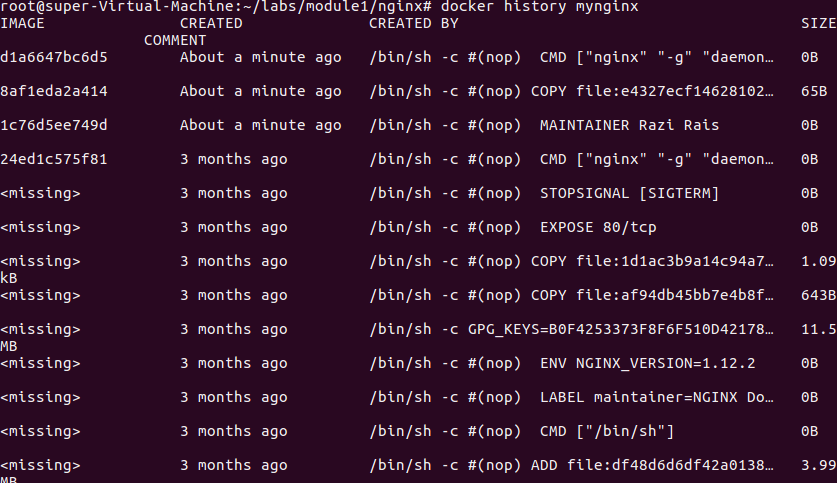 root@super-Virtual-Machine:~/labs/module1/nginx# docker history mynginx
IMAGE CREATED CREATED BY SIZE
COMMENT
d1a6647bc6d5 About a minute ago /bin/sh -c #(nop) CMD ["nginx" "-g" "daemon… 0B
8af1eda2a414 About a minute ago /bin/sh -c #(nop) COPY file:e4327ecf14628102… 65B
1c76d5ee749d About a minute ago /bin/sh -c #(nop) MAINTAINER Razi Rais 0B
24ed1c575f81 3 months ago /bin/sh -c #(nop) CMD ["nginx" "-g" "daemon… 0B
<missing> 3 months ago /bin/sh -c #(nop) STOPSIGNAL [SIGTERM] 0B
<missing> 3 months ago /bin/sh -c #(nop) EXPOSE 80/tcp 0B
<missing> 3 months ago /bin/sh -c #(nop) COPY file:1d1ac3b9a14c94a7… 1.09
kB
<missing> 3 months ago /bin/sh -c #(nop) COPY file:af94db45bb7e4b8f… 643B
<missing> 3 months ago /bin/sh -c GPG_KEYS=B0F4253373F8F6F510D42178… 11.5
MB
<missing> 3 months ago /bin/sh -c #(nop) ENV NGINX_VERSION=1.12.2 0B
<missing> 3 months ago /bin/sh -c #(nop) LABEL maintainer=NGINX Do… 0B
<missing> 3 months ago /bin/sh -c #(nop) CMD ["/bin/sh"] 0B
<missing> 3 months ago /bin/sh -c #(nop) ADD file:df48d6d6df42a0138… 3.99
MB